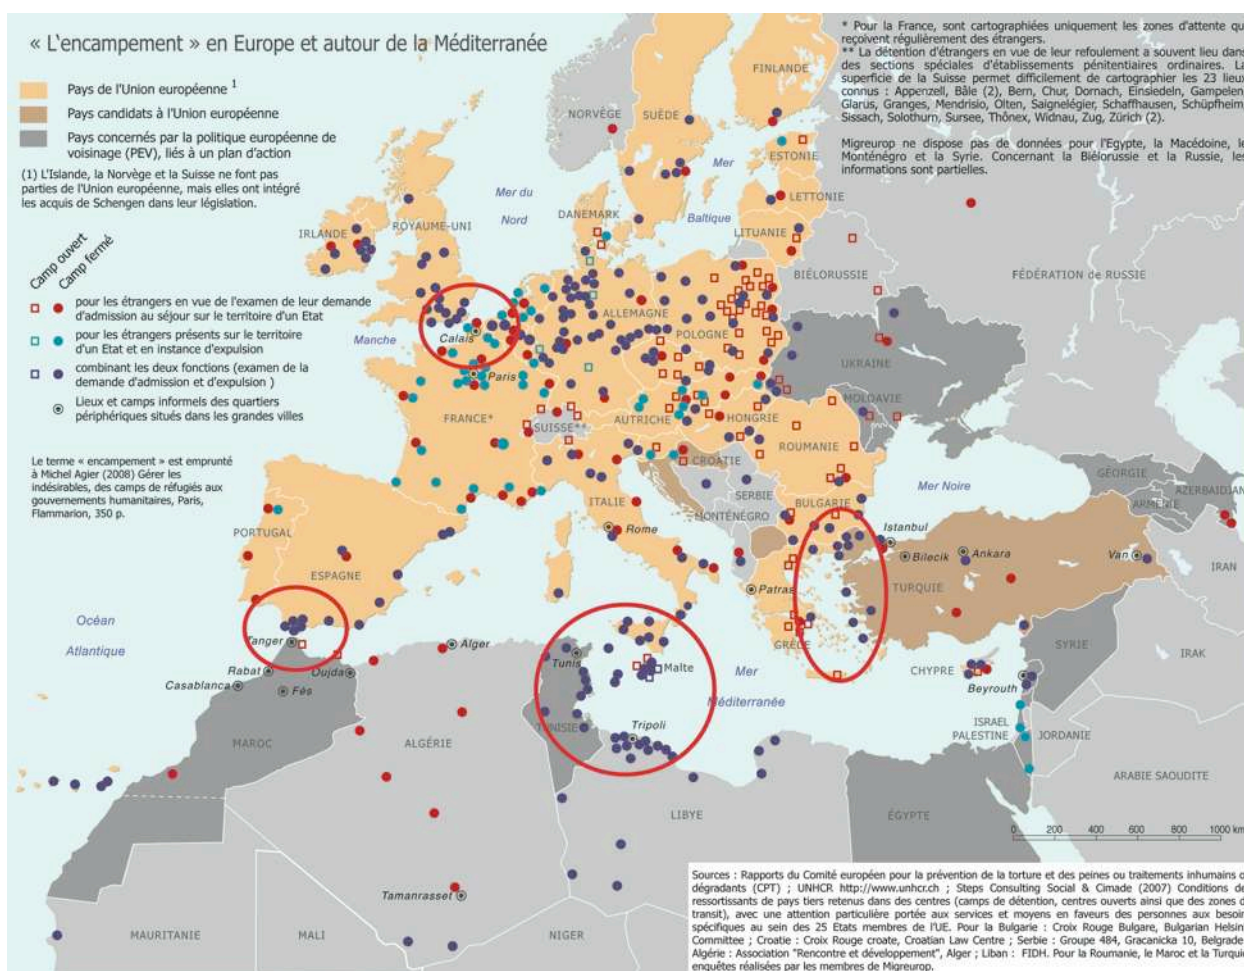 « L'encampement » en Europe et autour de la Méditerranée
Pays de l'Union européenne 1
Pays candidats à l'Union européenne
Pays concernés par la politique européenne de
voisinage (PEV), liés à un plan d'action
(1) L'Islande, la Norvège et la Suisse ne font pas
parties de l'Union européenne, mais elles ont intégré
les acquis de Schengen dans leur législation.
Camp ouvert
Camp fermé
pour les étrangers en vue de l'examen de leur demande
d'admission au séjour sur le territoire d'un Etat
pour les étrangers présents sur le territoire
d'un Etat et en instance d'expulsion
combinant les deux fonctions (examen de la
demande d'admission et d'expulsion )
Lieux et camps informels des quartiers
périphériques situés dans les grandes villes
Le terme « encampement » est emprunté
à Michel Agier (2008) Gérer les
indésirables, des camps de réfugiés aux
gouvernements humanitaires, Paris,
Flammarion, 350 p.
* Pour la France, sont cartographiées uniquement les zones d'attente qu
reçoivent régulièrement des étrangers.
** La détention d'étrangers en vue de leur refoulement a souvent lieu dans
des sections spéciales d'établissements pénitentiaires ordinaires. La
superficie de la Suisse permet difficilement de cartographier les 23 lieux
connus : Appenzell, Bâle (2), Bern, Chur, Dornach, Einsiedeln, Gampelen,
Glarus, Granges, Mendrisio, Olten, Saignelégier, Schaffhausen, Schüpfheim,
Sissach, Solothurn, Sursee, Thônex, Widnau, Zug, Zürich (2).
Migreurop ne dispose pas de données pour l'Egypte, la Macédoine, le
Monténégro et la Syrie. Concernant la Biélorussie et la Russie, les
informations sont partielles.
FINLANDE
NORVÈGE
SUÈDE
ESTONIE
Mer
Baltique
LETTONIE
Mer du
Nord
DANEMARK
LITUANIE
IRLANDE
ROYAUME-UNI
BIÉLORUSSIE
FÉDÉRATION de RUSSIE
ALLEMAGNE
POLOGNE
Calais
Manche
Paris
UKRAINE
MOLDAVIE
FRANCE*
SUISSE**
AUTRICHE
HONGRIE
ROUMANIE
CROATIE
SERBIE
MONTÉNÉGRO
BULGARIE
Mer Noire
GÉORGIE
ARMÉNIE
AZERBAIDJAN
ITALIE
Rome
PORTUGAL
ESPAGNE
Istanbul
Bilecik
Ankara
Van
IRAN
TURQUIE
Patras
GRÈCE
Océan
Atlantique
Tanger
Rabat
Casablanca
Fès
Oujda
Alger
Tunis
Malte
Mer
Méditerranée
CHYPRE
Beyrouth
SYRIE
IRAK
Tripoli
ISRAEL
PALESTINE
JORDANIE
MAROC
ALGÉRIE
TUNISIE
LIBYE
ÉGYPTE
ARABIE SAOUDITE
Tamanrasset
MAURITANIE
MALI
NIGER
0 200 400 600 800 1000 km
Sources : Rapports du Comité européen pour la prévention de la torture et des peines ou traitements inhumains o
dégradants (CPT) ; UNHCR http://www.unhcr.ch ; Steps Consulting Social & Cimade (2007) Conditions de
ressortissants de pays tiers retenus dans des centres (camps de détention, centres ouverts ainsi que des zones d
transit), avec une attention particulière portée aux services et moyens en faveurs des personnes aux besoin
spécifiques au sein des 25 Etats membres de l'UE. Pour la Bulgarie : Croix Rouge Bulgare, Bulgarian Helsin
Committee ; Croatie : Croix Rouge croate, Croatian Law Centre ; Serbie : Groupe 484, Gracanicka 10, Belgrade
Algérie : Association "Rencontre et développement", Alger ; Liban : FIDH. Pour la Roumanie, le Maroc et la Turqui
enquêtes réalisées par les membres de Migreurop.